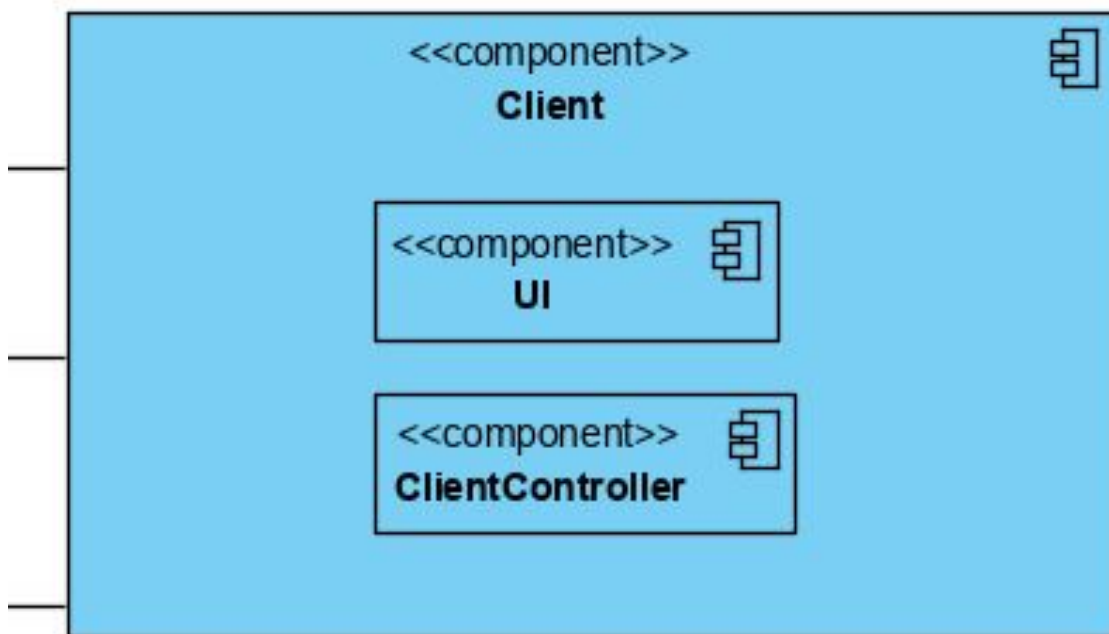 <<component>>
Client
<<component>>
UI
<<component>>
ClientController